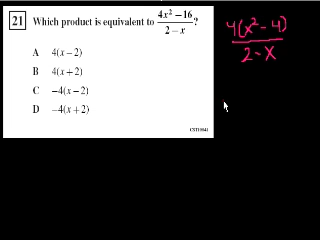 21 Which product is equivalent to (4x² – 16)/(2 – x)?
A 4(x – 2)
B 4(x + 2)
C –4(x – 2)
D –4(x + 2)
4(x² - 4)
2 - x